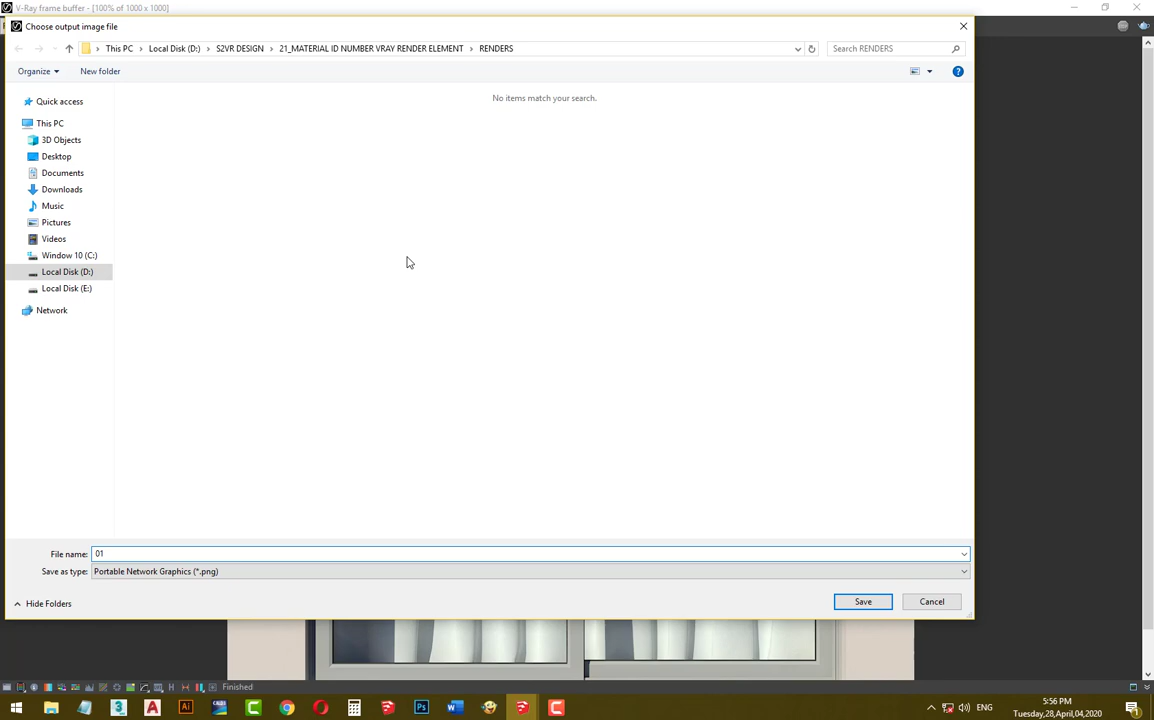 V-Ray frame buffer - [100% of 1000 x 1000]
Choose output image file
This PC > Local Disk (D:) > S2VR DESIGN > 21_MATERIAL ID NUMBER VRAY RENDER ELEMENT > RENDERS
Search RENDERS
Organize
New folder
No items match your search.
Quick access
This PC
3D Objects
Desktop
Documents
Downloads
Music
Pictures
Videos
Window 10 (C:)
Local Disk (D:)
Local Disk (E:)
Network
File name: 01
Save as type: Portable Network Graphics (*.png)
Hide Folders
Save
Cancel
Finished
ENG
5:56 PM
Tuesday,28,April,04,2020